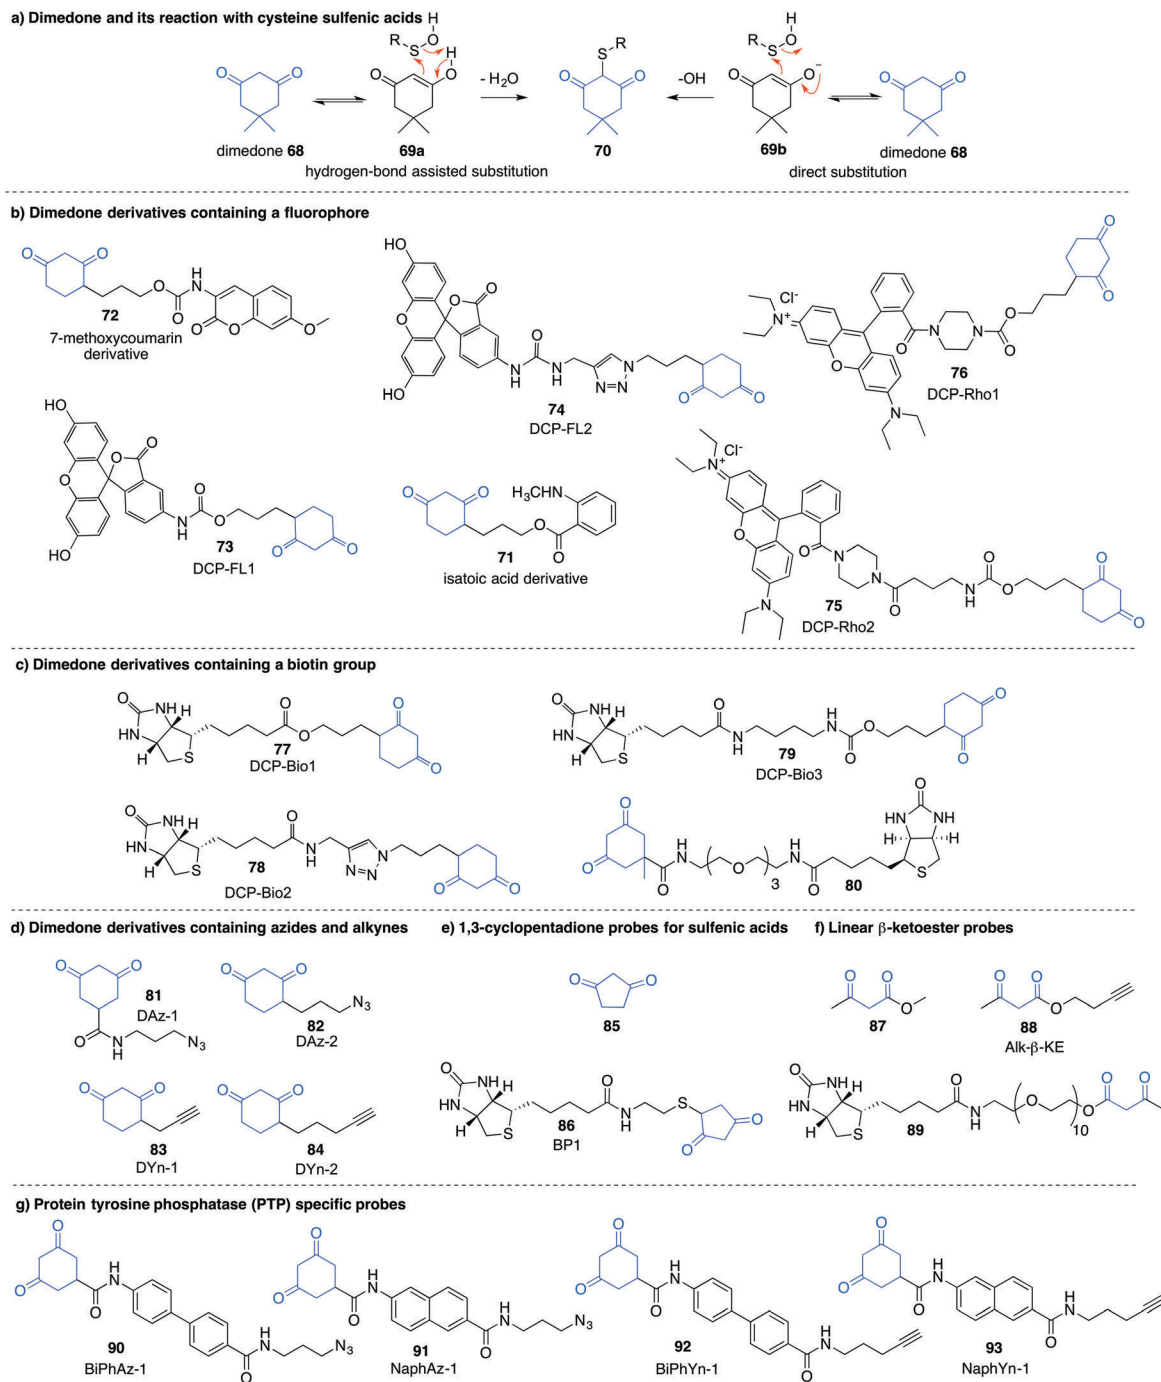 a) Dimedone and its reaction with cysteine sulfenic acids
- H2O
-OH
dimedone 68
69a
70
69b
dimedone 68
hydrogen-bond assisted substitution
direct substitution
b) Dimedone derivatives containing a fluorophore
72
7-methoxycoumarin
derivative
74
DCP-FL2
76
DCP-Rho1
73
DCP-FL1
71
isatoic acid derivative
75
DCP-Rho2
c) Dimedone derivatives containing a biotin group
77
DCP-Bio1
79
DCP-Bio3
78
DCP-Bio2
80
d) Dimedone derivatives containing azides and alkynes
81
DAz-1
82
DAz-2
83
DYn-1
84
DYn-2
e) 1,3-cyclopentadione probes for sulfenic acids
85
86
BP1
f) Linear β-ketoester probes
87
88
Alk-β-KE
89
g) Protein tyrosine phosphatase (PTP) specific probes
90
BiPhAz-1
91
NaphAz-1
92
BiPhYn-1
93
NaphYn-1